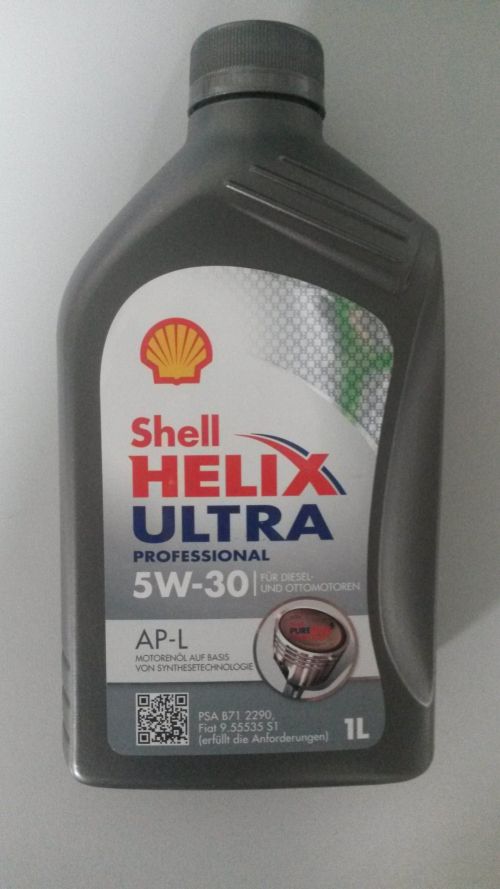 Shell
HELIX
ULTRA
PROFESSIONAL
5W-30
FÜR DIESEL-
UND OTTOMOTOREN
AP-L
MOTORENÖL AUF BASIS
VON SYNTHESETECHNOLOGIE
PURE
PSA B71 2290,
Fiat 9.55535 S1
(erfüllt die Anforderungen)
1L